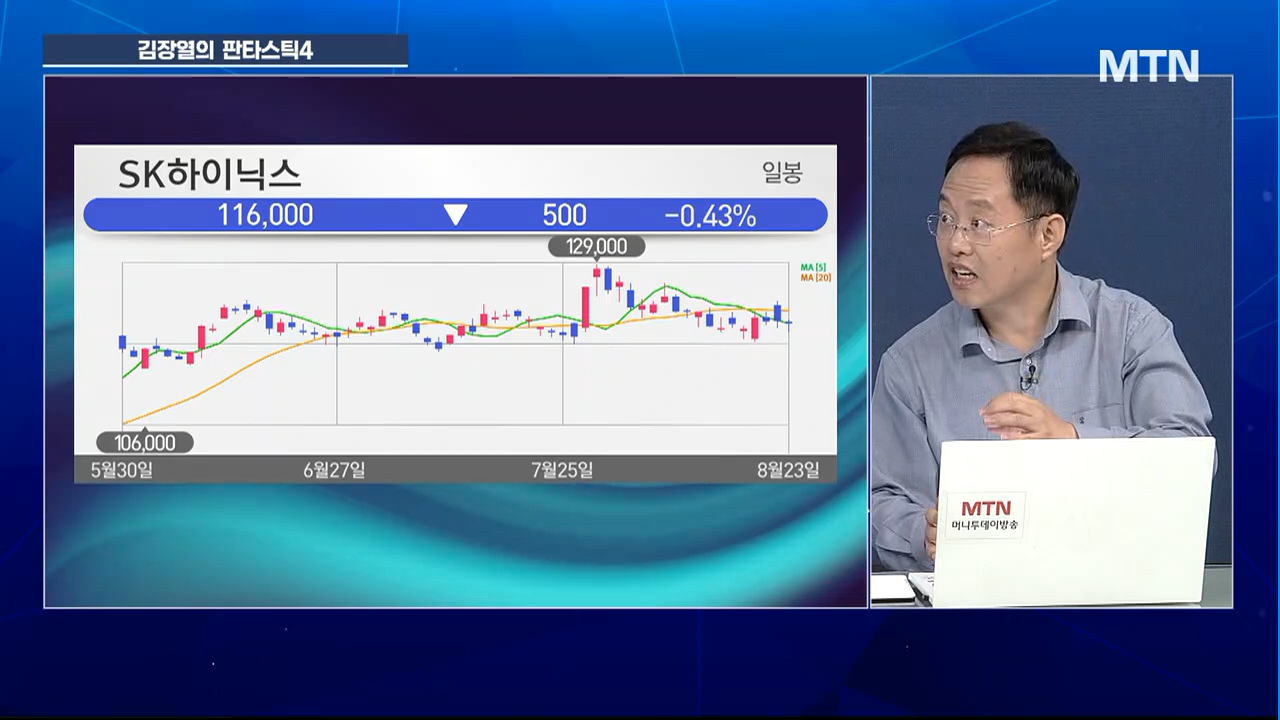 김장열의 판타스틱4
MTN
SK하이닉스
일봉
116,000 ▼ 500 -0.43%
129,000
MA [5]
MA [20]
106,000
5월30일 6월27일 7월25일 8월23일
MTN
머니투데이방송